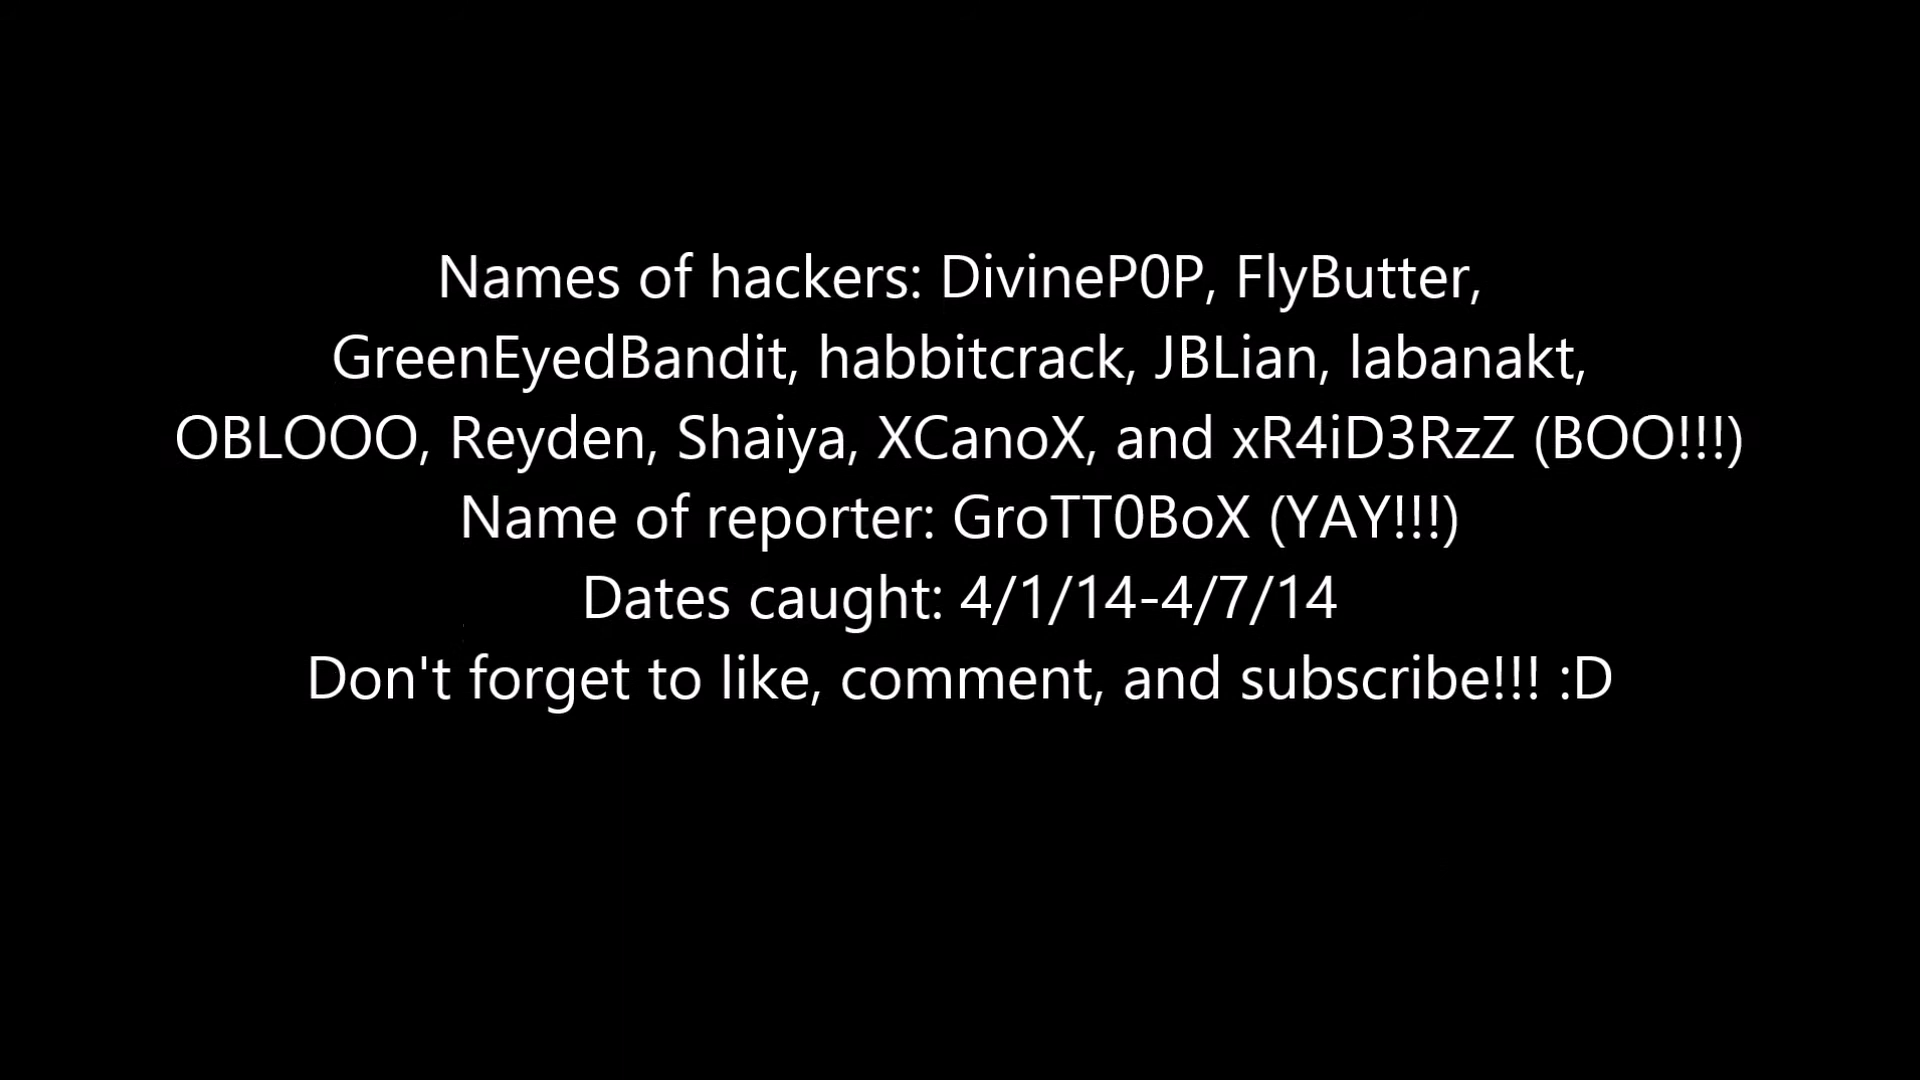 Names of hackers: DivineP0P, FlyButter,
GreenEyedBandit, habbitcrack, JBLian, labanakt,
OBLOOO, Reyden, Shaiya, XCanoX, and xR4iD3RzZ (BOO!!!)
Name of reporter: GroTT0BoX (YAY!!!)
Dates caught: 4/1/14-4/7/14
Don't forget to like, comment, and subscribe!!! :D